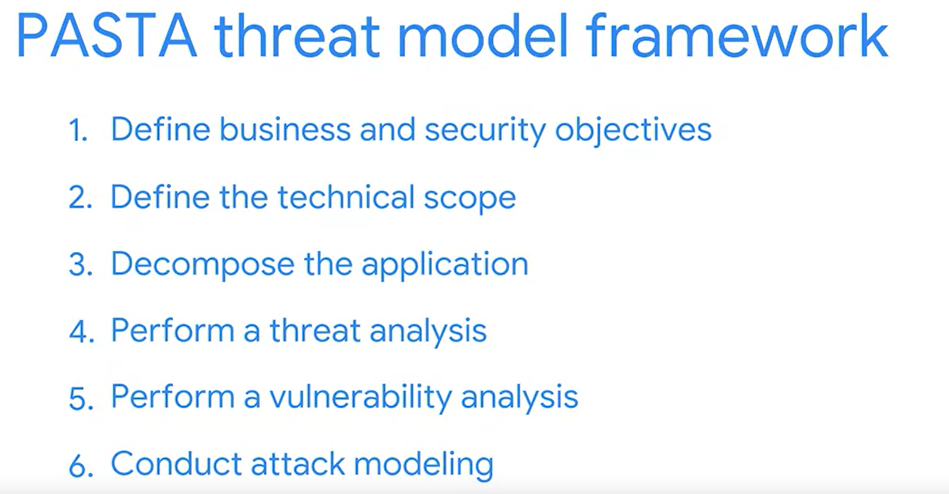 PASTA threat model framework
1. Define business and security objectives
2. Define the technical scope
3. Decompose the application
4. Perform a threat analysis
5. Perform a vulnerability analysis
6. Conduct attack modeling